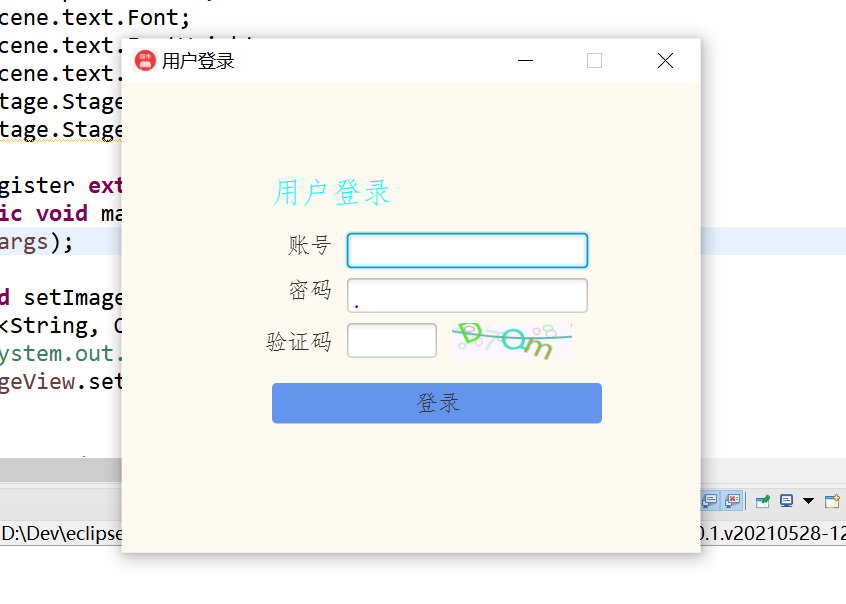 cene.text.Font;
cene.text.
用户登录
cene.text.
tage.Stage
tage.Stage
gister ext
ic void ma
args);
用户登录
账号
密码
.
验证码
登录
d setImage
<String,
ystem.out.
geView.set
D:\Dev\eclipse
0.1.v20210528-12